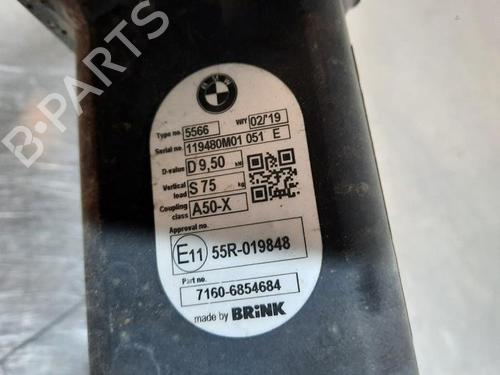 BMW
Type no. 5566 W/Y 02/'19
Serial no. 119480M01 051 E
D-value D 9,50 kN
Vertical load S 75 kg
Coupling class A50-X
Approval no.
E11 55R-019848
Part no.
7160-6854684
made by BRINK
B-PARTS